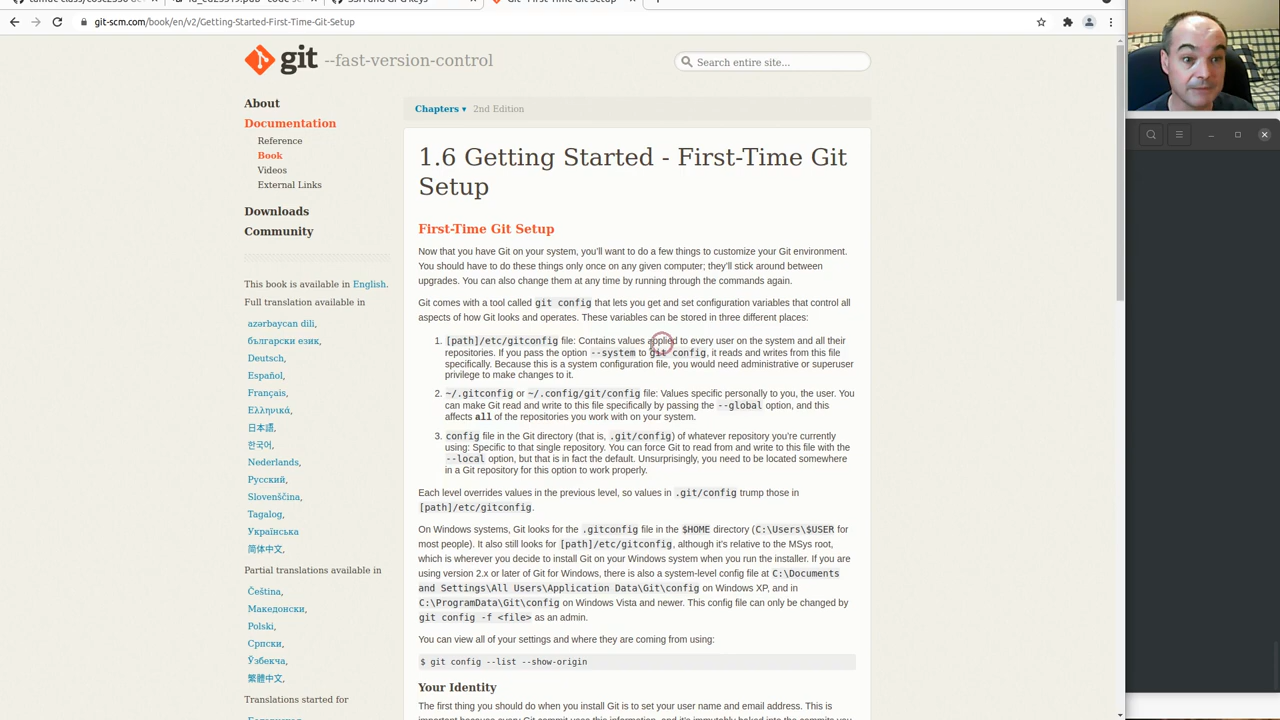 SSH and GPG keys
Git - First-Time Git Setup
git-scm.com/book/en/v2/Getting-Started-First-Time-Git-Setup
git --fast-version-control
Search entire site...
About
Documentation
Reference
Book
Videos
External Links
Downloads
Community
This book is available in English.
Full translation available in
azərbaycan dili,
български език,
Deutsch,
Español,
Français,
Ελληνικά,
日本語,
한국어,
Nederlands,
Русский,
Slovenščina,
Tagalog,
Українська
简体中文,
Partial translations available in
Čeština,
Македонски,
Polski,
Српски,
Ўзбекча,
繁體中文,
Translations started for
Chapters ▾ 2nd Edition
1.6 Getting Started - First-Time Git
Setup
First-Time Git Setup
Now that you have Git on your system, you'll want to do a few things to customize your Git environment.
You should have to do these things only once on any given computer; they'll stick around between
upgrades. You can also change them at any time by running through the commands again.
Git comes with a tool called git config that lets you get and set configuration variables that control all
aspects of how Git looks and operates. These variables can be stored in three different places:
1. [path]/etc/gitconfig file: Contains values applied to every user on the system and all their
repositories. If you pass the option --system to git config, it reads and writes from this file
specifically. Because this is a system configuration file, you would need administrative or superuser
privilege to make changes to it.
2. ~/.gitconfig or ~/.config/git/config file: Values specific personally to you, the user. You
can make Git read and write to this file specifically by passing the --global option, and this
affects all of the repositories you work with on your system.
3. config file in the Git directory (that is, .git/config) of whatever repository you're currently
using: Specific to that single repository. You can force Git to read from and write to this file with the
--local option, but that is in fact the default. Unsurprisingly, you need to be located somewhere
in a Git repository for this option to work properly.
Each level overrides values in the previous level, so values in .git/config trump those in
[path]/etc/gitconfig.
On Windows systems, Git looks for the .gitconfig file in the $HOME directory (C:\Users\$USER for
most people). It also still looks for [path]/etc/gitconfig, although it's relative to the MSys root,
which is wherever you decide to install Git on your Windows system when you run the installer. If you are
using version 2.x or later of Git for Windows, there is also a system-level config file at C:\Documents
and Settings\All Users\Application Data\Git\config on Windows XP, and in
C:\ProgramData\Git\config on Windows Vista and newer. This config file can only be changed by
git config -f <file> as an admin.
You can view all of your settings and where they are coming from using:
$ git config --list --show-origin
Your Identity
The first thing you should do when you install Git is to set your user name and email address. This is
important because every Git commit uses this information, and it's immutably baked into the commits you